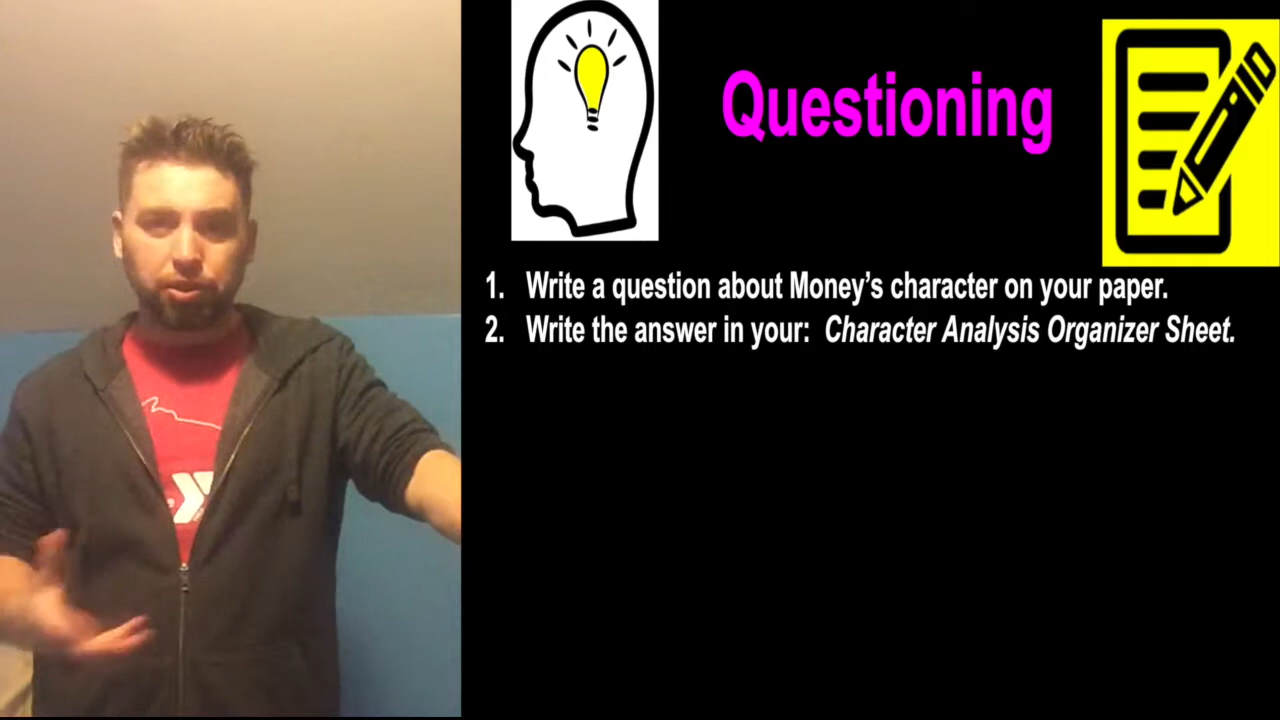 Questioning
1. Write a question about Money’s character on your paper.
2. Write the answer in your:  Character Analysis Organizer Sheet.